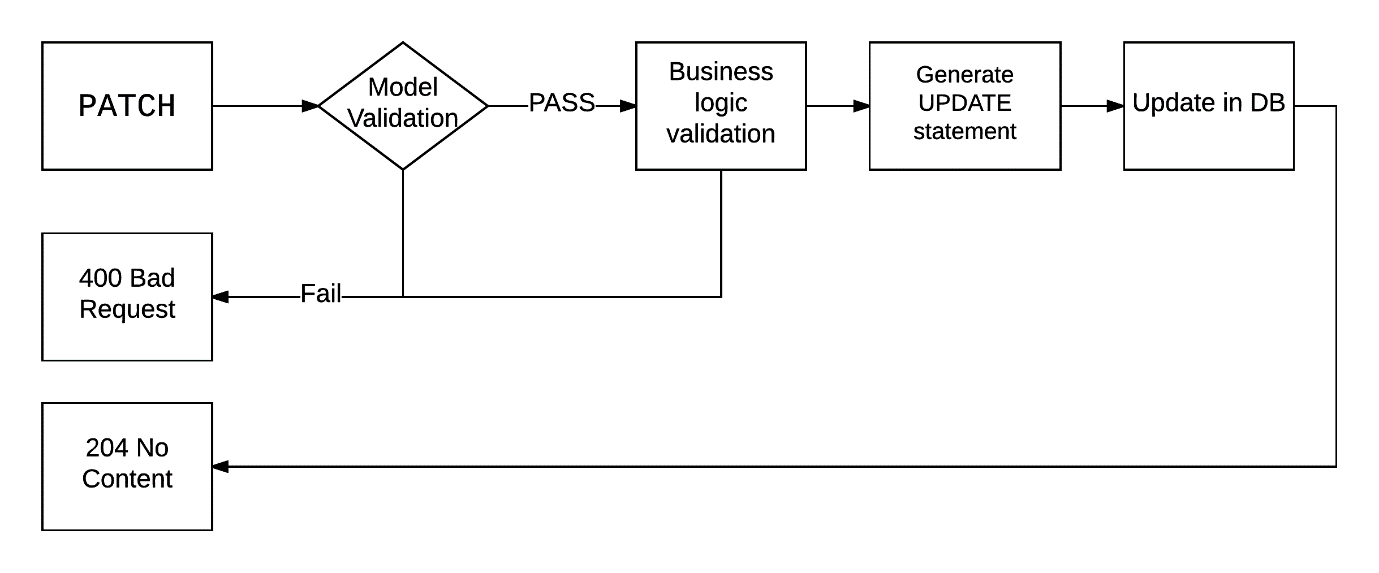 PATCH
Model
Validation
PASS
Business
logic
validation
Generate
UPDATE
statement
Update in DB
400 Bad
Request
Fail
204 No
Content